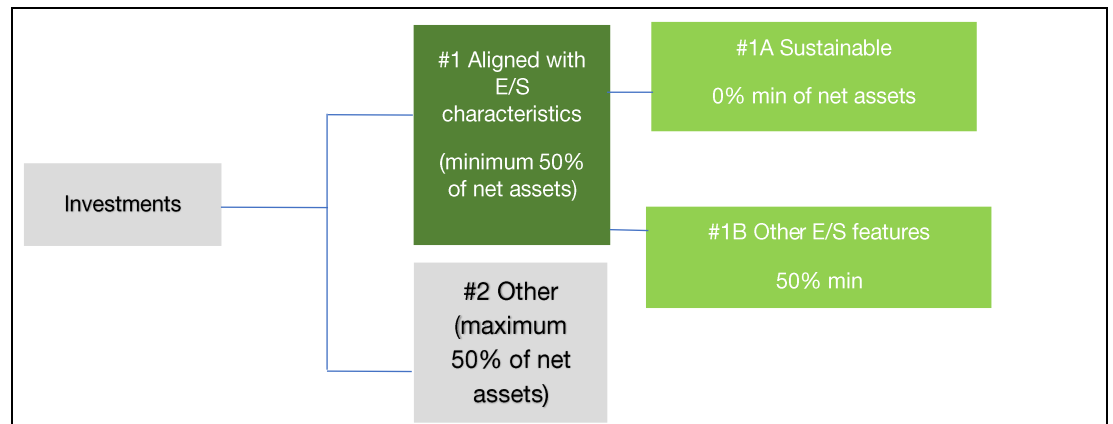 Investments
#1 Aligned with
E/S
characteristics
(minimum 50%
of net assets)
#1A Sustainable
0% min of net assets
#1B Other E/S features
50% min
#2 Other
(maximum
50% of net
assets)